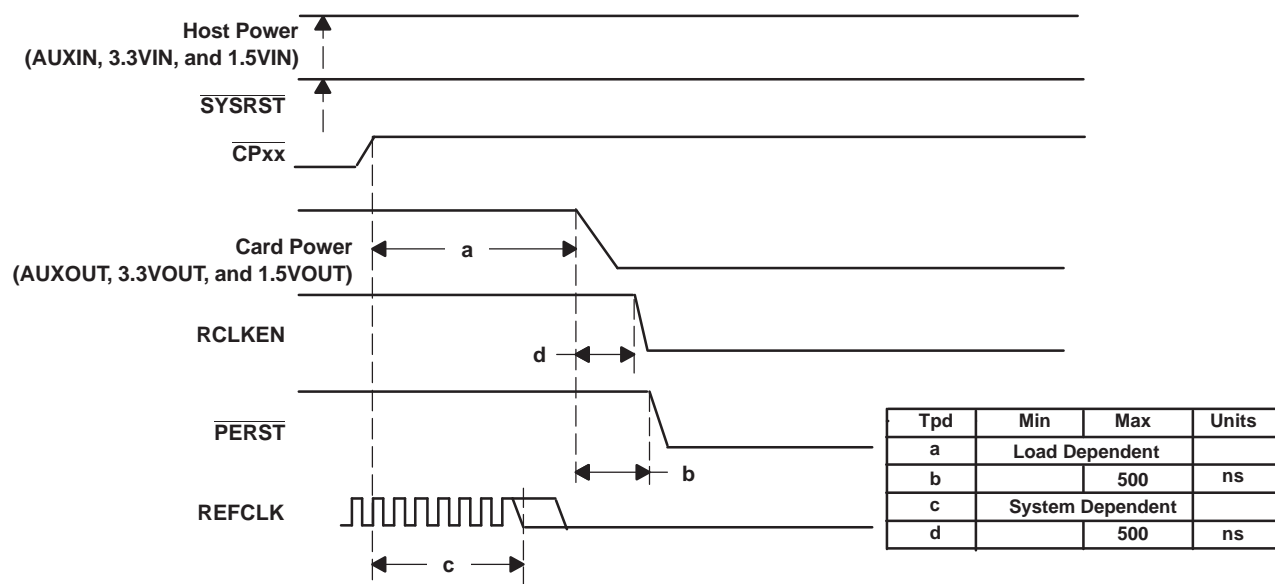 Host Power
(AUXIN, 3.3VIN, and 1.5VIN)
SYSRST
CPxx
Card Power
(AUXOUT, 3.3VOUT, and 1.5VOUT)
a
RCLKEN
d
PERST
b
REFCLK
c
Tpd Min Max Units
a Load Dependent
b 500 ns
c System Dependent
d 500 ns